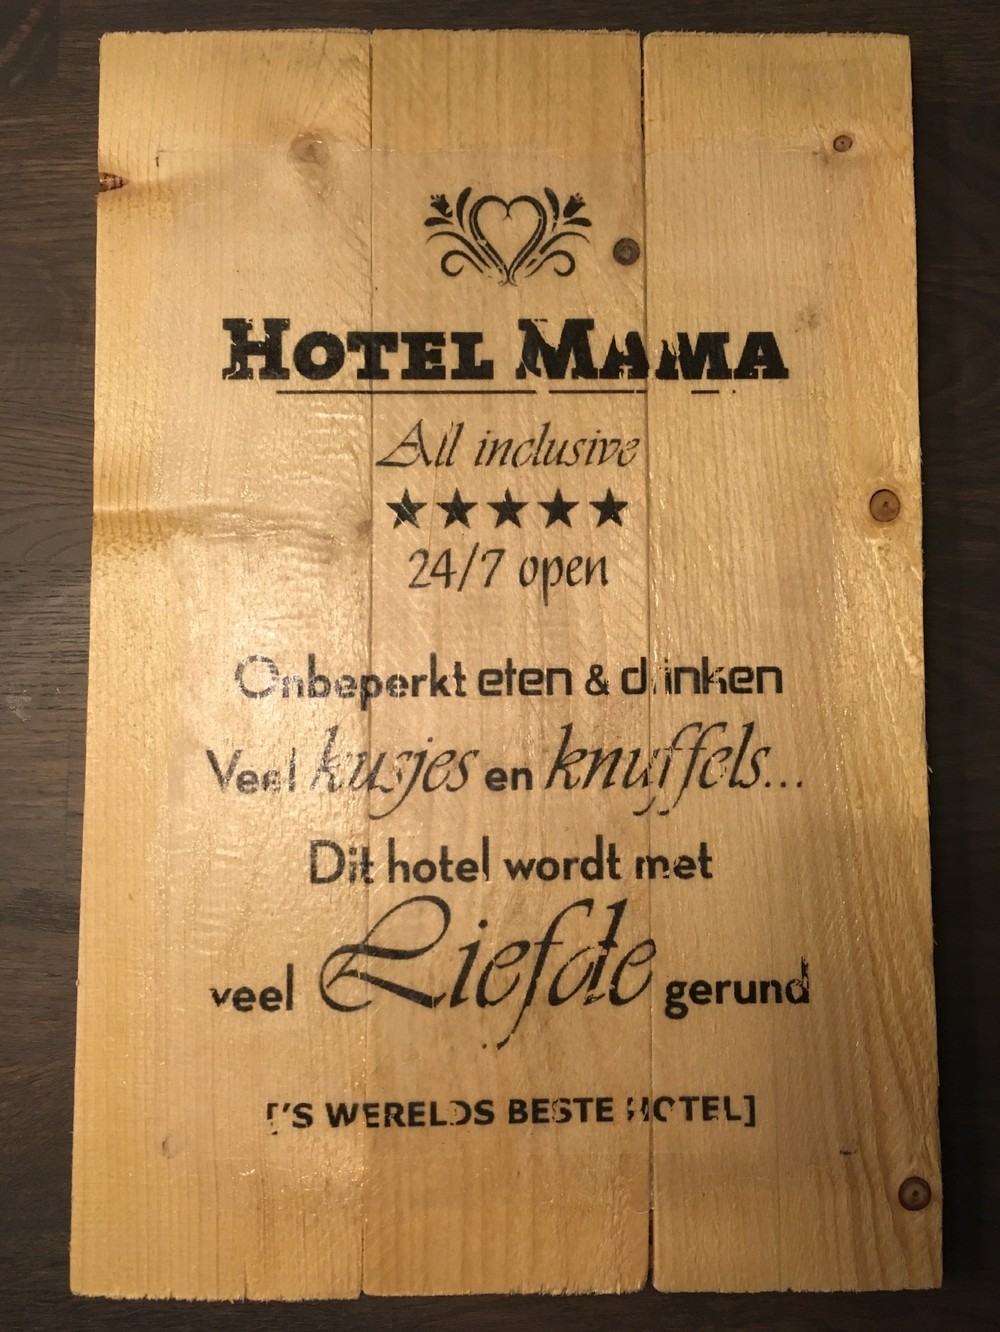 Hotel Mama
All inclusive
★★★★★
24/7 open
Onbeperkt eten & drinken
Veel kusjes en knuffels...
Dit hotel wordt met
veel Liefde gerund
['S WERELDS BESTE HOTEL]